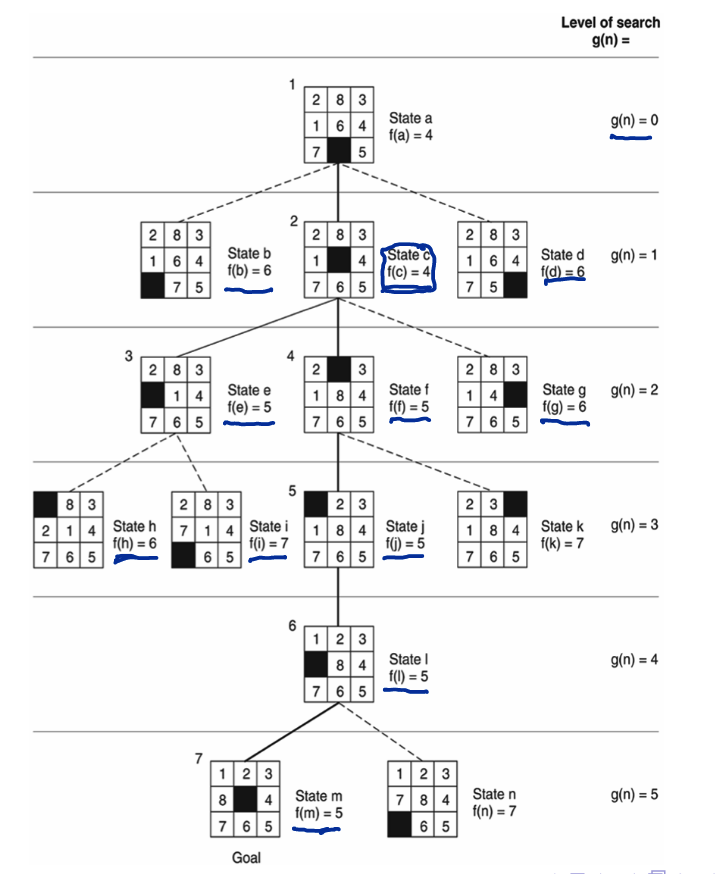 Level of search
g(n) =
1
2 8 3
1 6 4
7 5
State a
f(a) = 4
g(n) = 0
2 8 3
1 6 4
7 5
State b
f(b) = 6
2
2 8 3
1 4
7 6 5
State c
f(c) = 4
2 8 3
1 6 4
7 5
State d
f(d) = 6
g(n) = 1
3
2 8 3
1 4
7 6 5
State e
f(e) = 5
4
2 3
1 8 4
7 6 5
State f
f(f) = 5
2 8 3
1 4
7 6 5
State g
f(g) = 6
g(n) = 2
8 3
2 1 4
7 6 5
State h
f(h) = 6
2 8 3
7 1 4
6 5
State i
f(i) = 7
5
2 3
1 8 4
7 6 5
State j
f(j) = 5
2 3
1 8 4
7 6 5
State k
f(k) = 7
g(n) = 3
6
1 2 3
8 4
7 6 5
State l
f(l) = 5
g(n) = 4
7
1 2 3
8 4
7 6 5
State m
f(m) = 5
1 2 3
7 8 4
6 5
State n
f(n) = 7
g(n) = 5
Goal